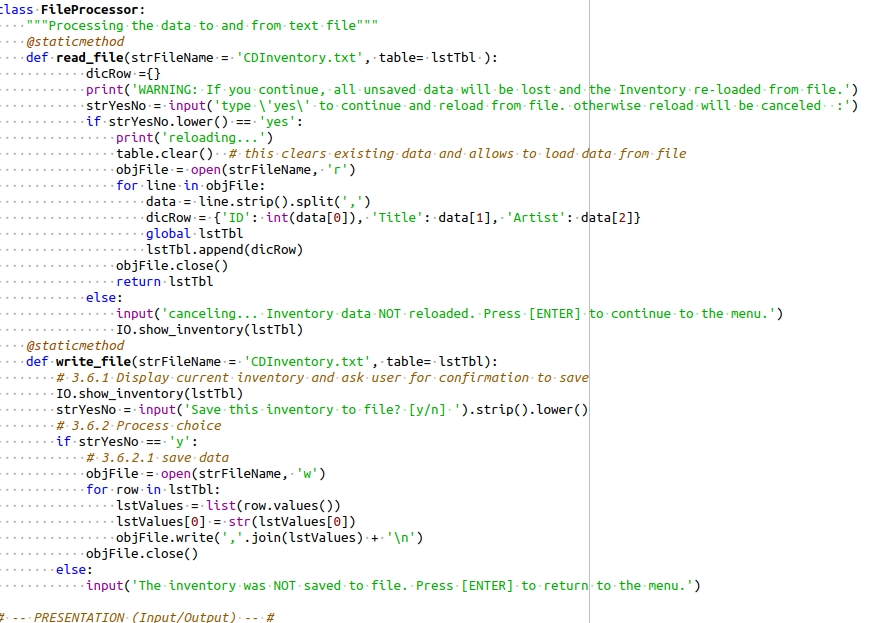 class FileProcessor:
    """Processing the data to and from text file"""
    @staticmethod
    def read_file(strFileName = 'CDInventory.txt', table= lstTbl ):
            dicRow ={}
            print('WARNING: If you continue, all unsaved data will be lost and the Inventory re-loaded from file.')
            strYesNo = input('type \'yes\' to continue and reload from file. otherwise reload will be canceled  :')
            if strYesNo.lower() == 'yes':
                print('reloading...')
                table.clear()  # this clears existing data and allows to load data from file
                objFile = open(strFileName, 'r')
                for line in objFile:
                    data = line.strip().split(',')
                    dicRow = {'ID': int(data[0]), 'Title': data[1], 'Artist': data[2]}
                    global lstTbl
                    lstTbl.append(dicRow)
                objFile.close()
                return lstTbl
            else:
                input('canceling... Inventory data NOT reloaded. Press [ENTER] to continue to the menu.')
                IO.show_inventory(lstTbl)
    @staticmethod
    def write_file(strFileName = 'CDInventory.txt', table= lstTbl):
        # 3.6.1 Display current inventory and ask user for confirmation to save
        IO.show_inventory(lstTbl)
        strYesNo = input('Save this inventory to file? [y/n] ').strip().lower()
        # 3.6.2 Process choice
        if strYesNo == 'y':
            # 3.6.2.1 save data
            objFile = open(strFileName, 'w')
            for row in lstTbl:
                lstValues = list(row.values())
                lstValues[0] = str(lstValues[0])
                objFile.write(','.join(lstValues) + '\n')
            objFile.close()
        else:
            input('The inventory was NOT saved to file. Press [ENTER] to return to the menu.')
# -- PRESENTATION (Input/Output) -- #